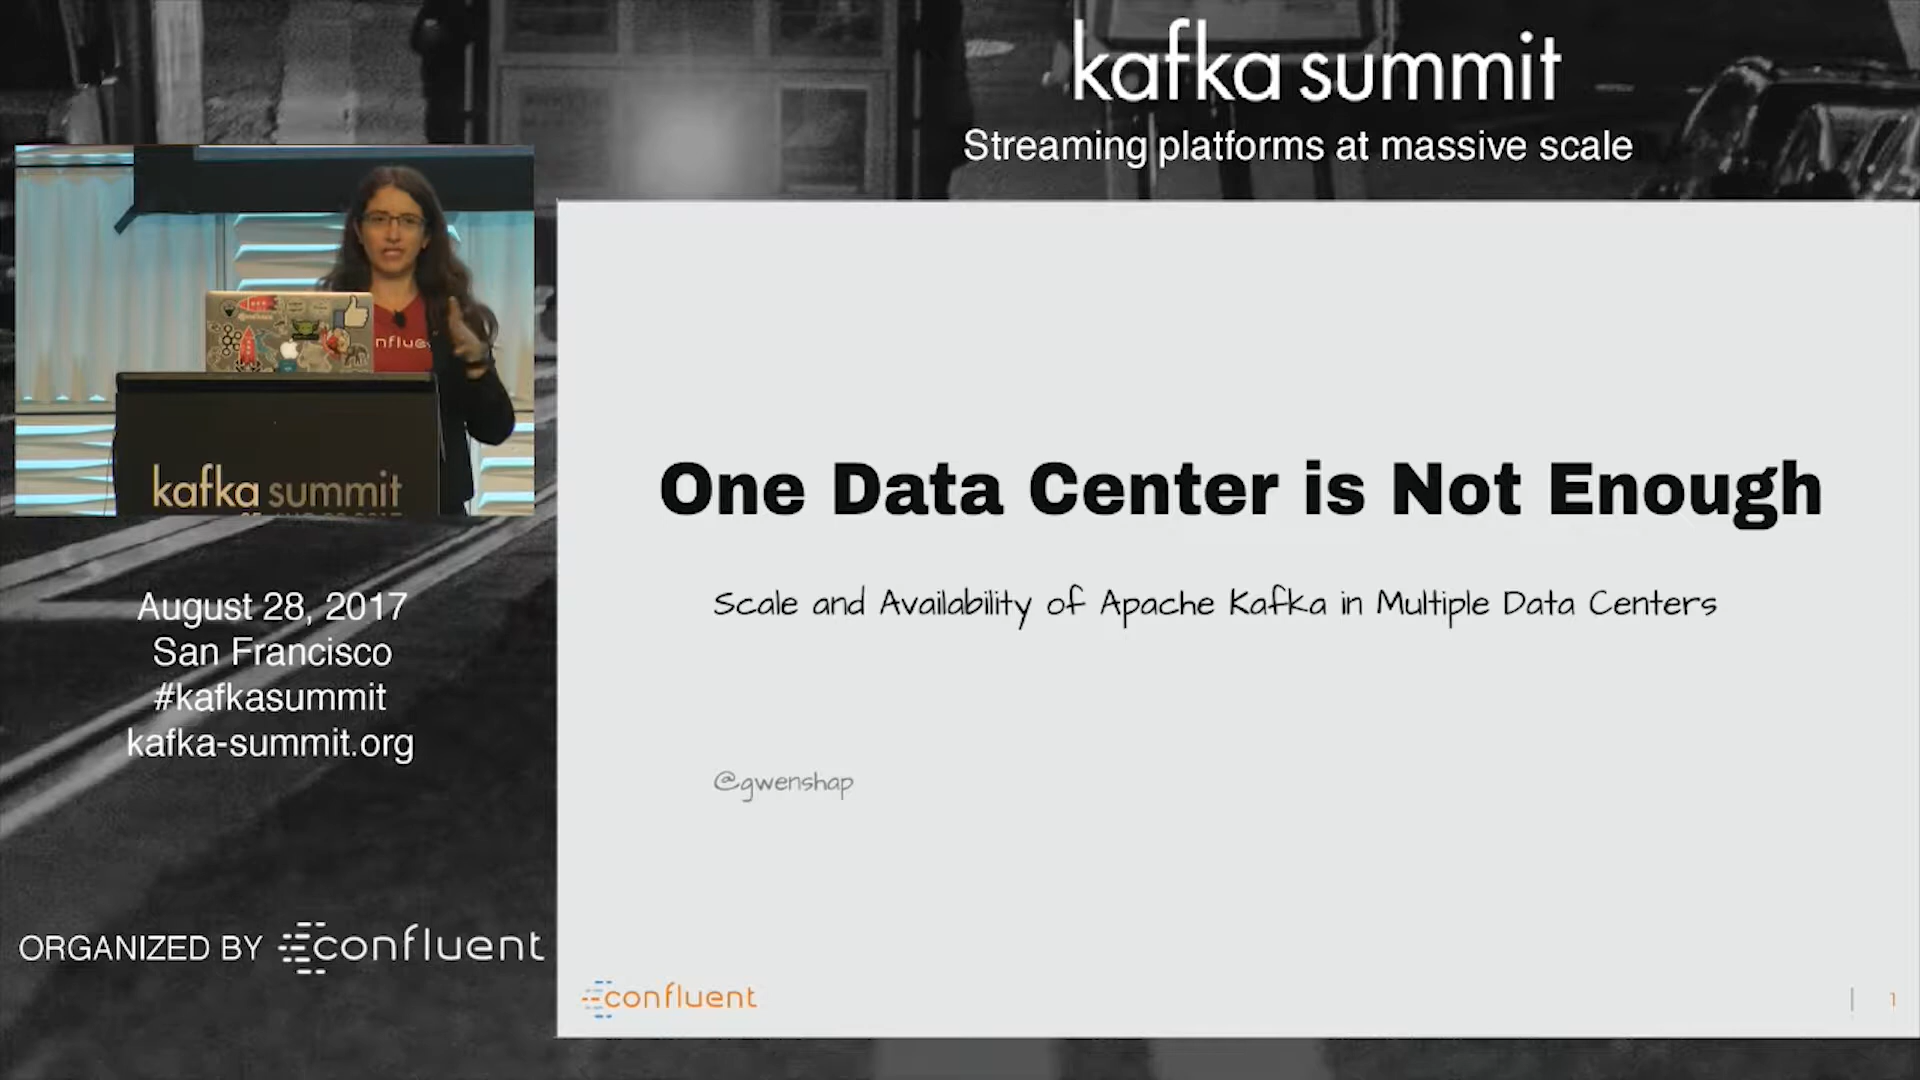 kafka summit
Streaming platforms at massive scale
nflue
kafka summit
August 28, 2017
San Francisco
#kafkasummit
kafka-summit.org
ORGANIZED BY confluent
One Data Center is Not Enough
Scale and Availability of Apache Kafka in Multiple Data Centers
@gwenshap
confluent
1